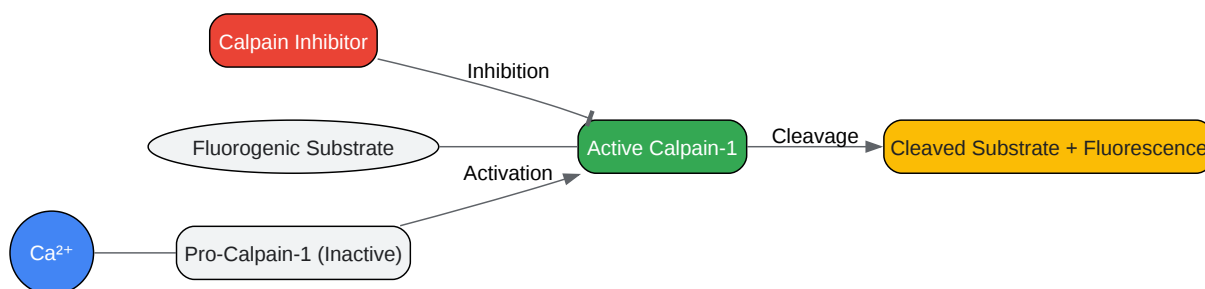 Calpain Inhibitor
Inhibition
Fluorogenic Substrate
Active Calpain-1
Cleavage
Cleaved Substrate + Fluorescence
Activation
Ca²⁺
Pro-Calpain-1 (Inactive)